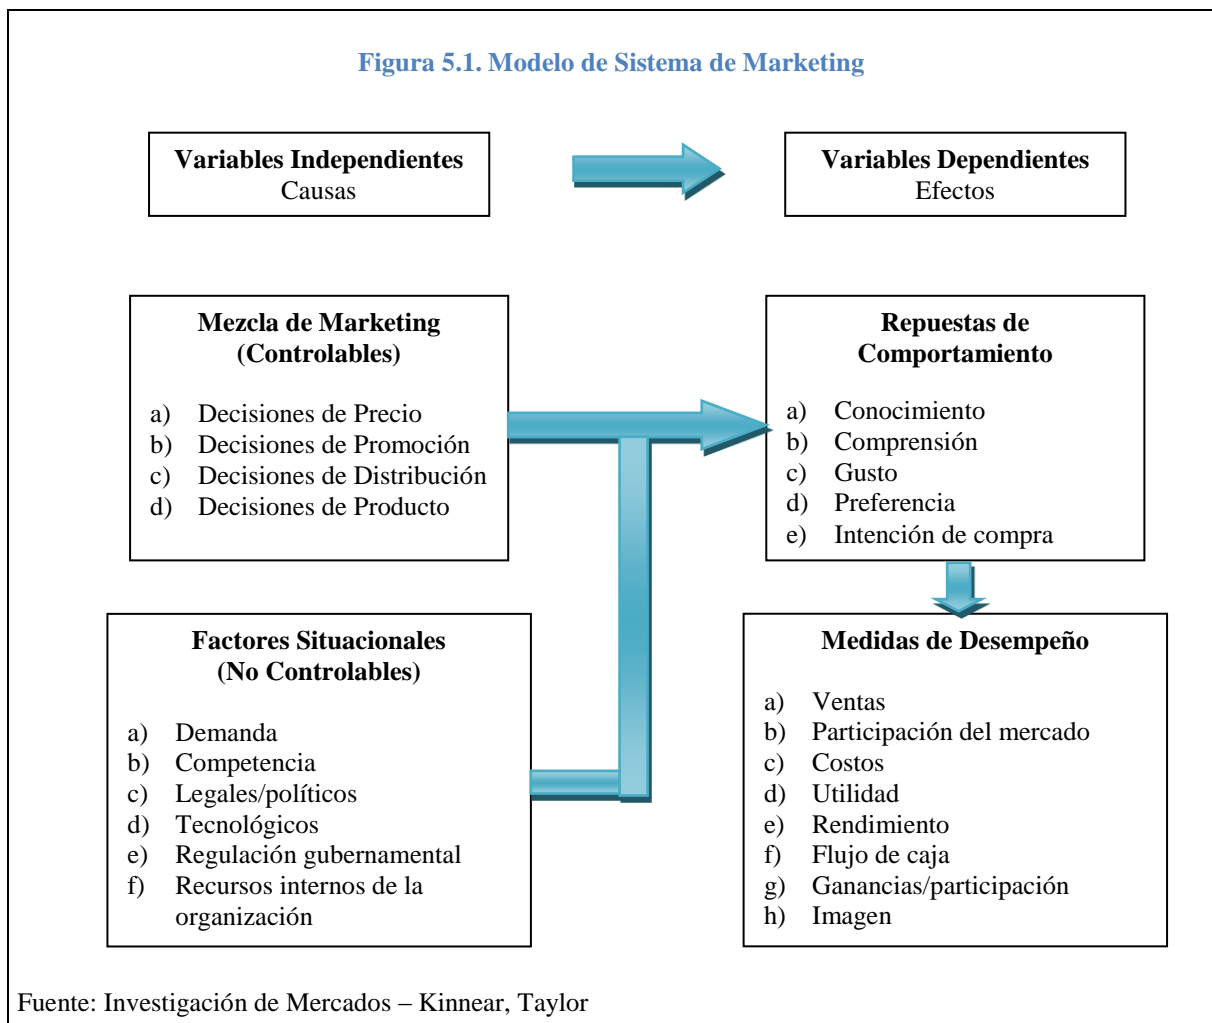 Figura 5.1. Modelo de Sistema de Marketing
Variables Independientes
Causas
Variables Dependientes
Efectos
Mezcla de Marketing
(Controlables)
a) Decisiones de Precio
b) Decisiones de Promoción
c) Decisiones de Distribución
d) Decisiones de Producto
Repuestas de
Comportamiento
a) Conocimiento
b) Comprensión
c) Gusto
d) Preferencia
e) Intención de compra
Factores Situacionales
(No Controlables)
a) Demanda
b) Competencia
c) Legales/políticos
d) Tecnológicos
e) Regulación gubernamental
f) Recursos internos de la
organización
Medidas de Desempeño
a) Ventas
b) Participación del mercado
c) Costos
d) Utilidad
e) Rendimiento
f) Flujo de caja
g) Ganancias/participación
h) Imagen
Fuente: Investigación de Mercados – Kinnear, Taylor